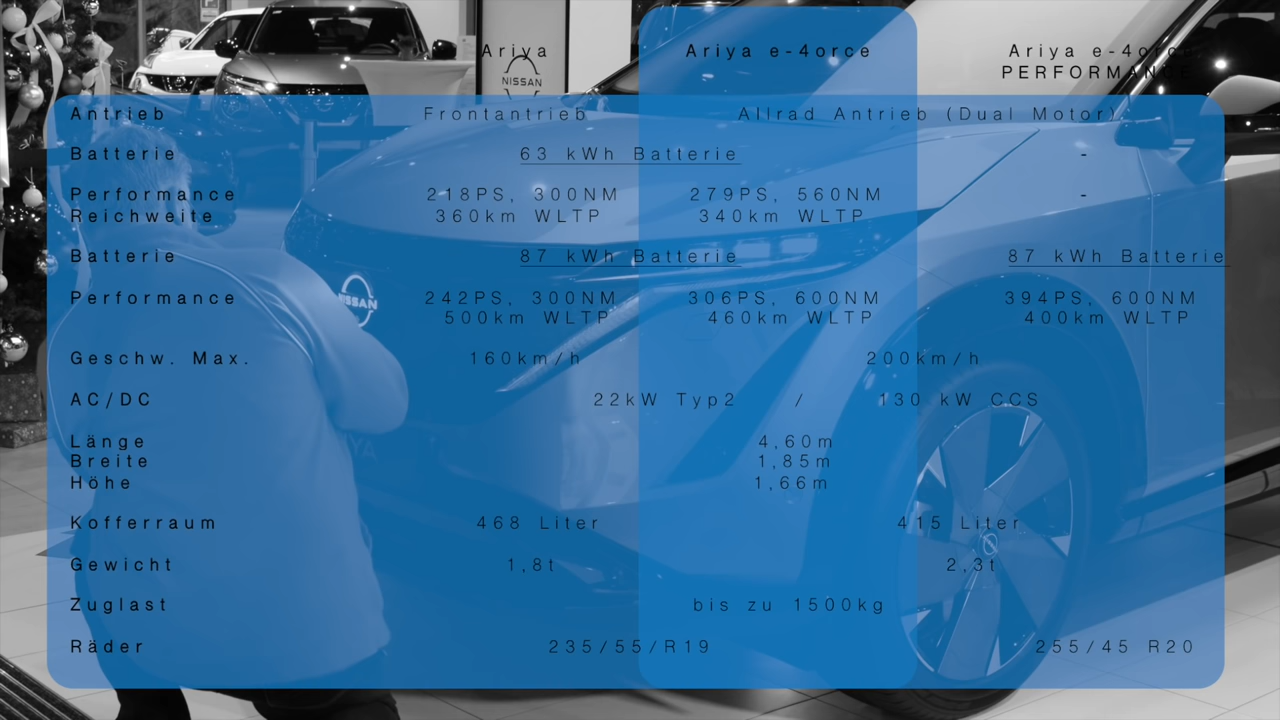 Ariya Ariya e-4orce Ariya e-4orce
PERFORMANCE
NISSAN
Antrieb Frontantrieb Allrad Antrieb (Dual Motor)
Batterie 63 kWh Batterie -
Performance 218PS, 300NM 279PS, 560NM -
Reichweite 360km WLTP 340km WLTP
Batterie 87 kWh Batterie 87 kWh Batterie
Performance 242PS, 300NM 306PS, 600NM 394PS, 600NM
500km WLTP 460km WLTP 400km WLTP
NISSAN
Geschw. Max. 160km/h 200km/h
AC/DC 22kW Typ2 / 130 kW CCS
Länge 4,60m
Breite 1,85m
Höhe 1,66m
Kofferraum 468 Liter 415 Liter
Gewicht 1,8t 2,3t
Zuglast bis zu 1500kg
Räder 235/55/R19 255/45 R20